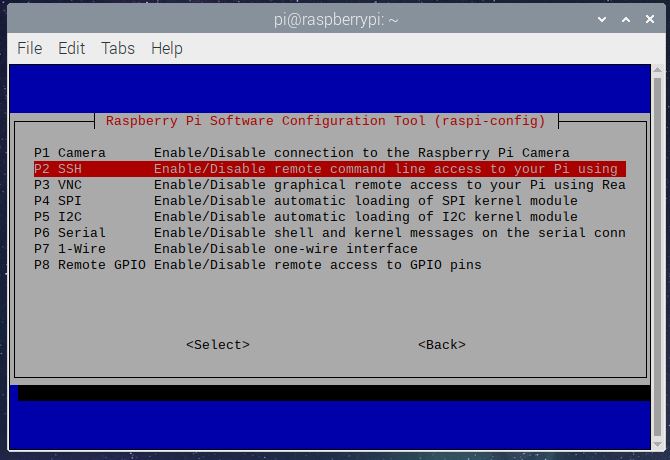 pi@raspberrypi: ~
File Edit Tabs Help
Raspberry Pi Software Configuration Tool (raspi-config)
P1 Camera Enable/Disable connection to the Raspberry Pi Camera
P2 SSH Enable/Disable remote command line access to your Pi using
P3 VNC Enable/Disable graphical remote access to your Pi using Rea
P4 SPI Enable/Disable automatic loading of SPI kernel module
P5 I2C Enable/Disable automatic loading of I2C kernel module
P6 Serial Enable/Disable shell and kernel messages on the serial conn
P7 1-Wire Enable/Disable one-wire interface
P8 Remote GPIO Enable/Disable remote access to GPIO pins
<Select> <Back>